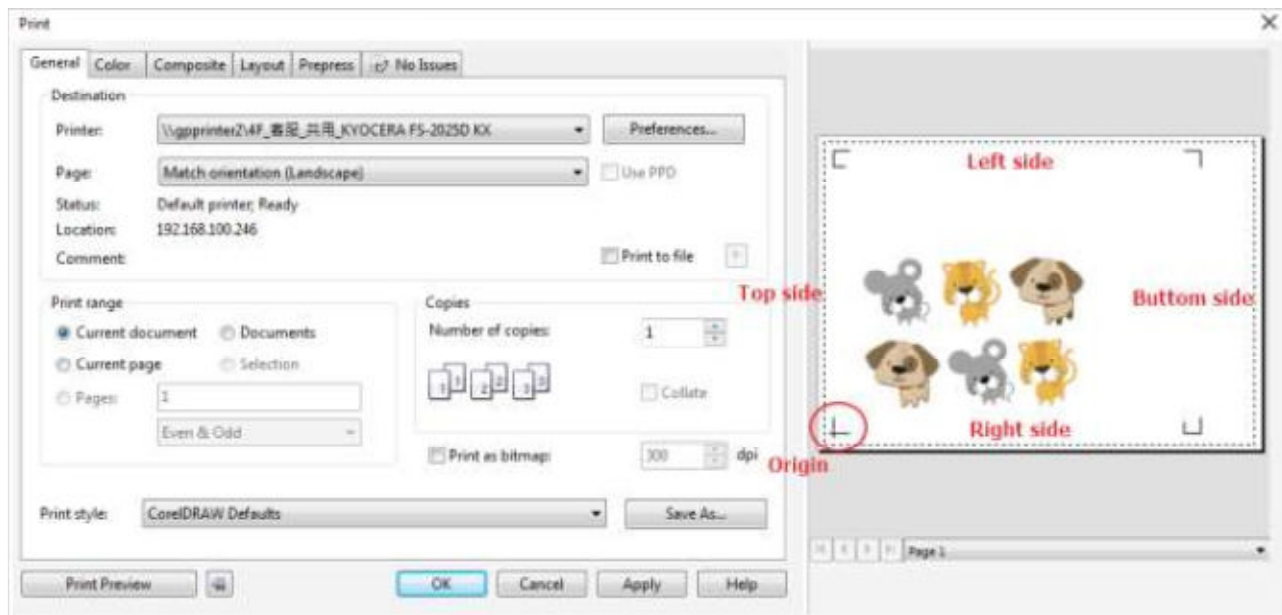 Print
General Color Composite Layout Prepress No Issues
Destination
Printer: \\gpprinter2\4F_客服_共用_KYOCERA FS-2025D KX Preferences...
Page: Match orientation (Landscape) Use PPD
Status: Default printer; Ready
Location: 192.168.100.246
Comment:
Print to file
Print range
Current document Documents
Current page Selection
Pages: 1
Even & Odd
Copies
Number of copies: 1
Collate
Print as bitmap: 300 dpi
Print style: CorelDRAW Defaults Save As...
Print Preview OK Cancel Apply Help
Left side
Top side
Buttom side
Right side
Origin
Page 1